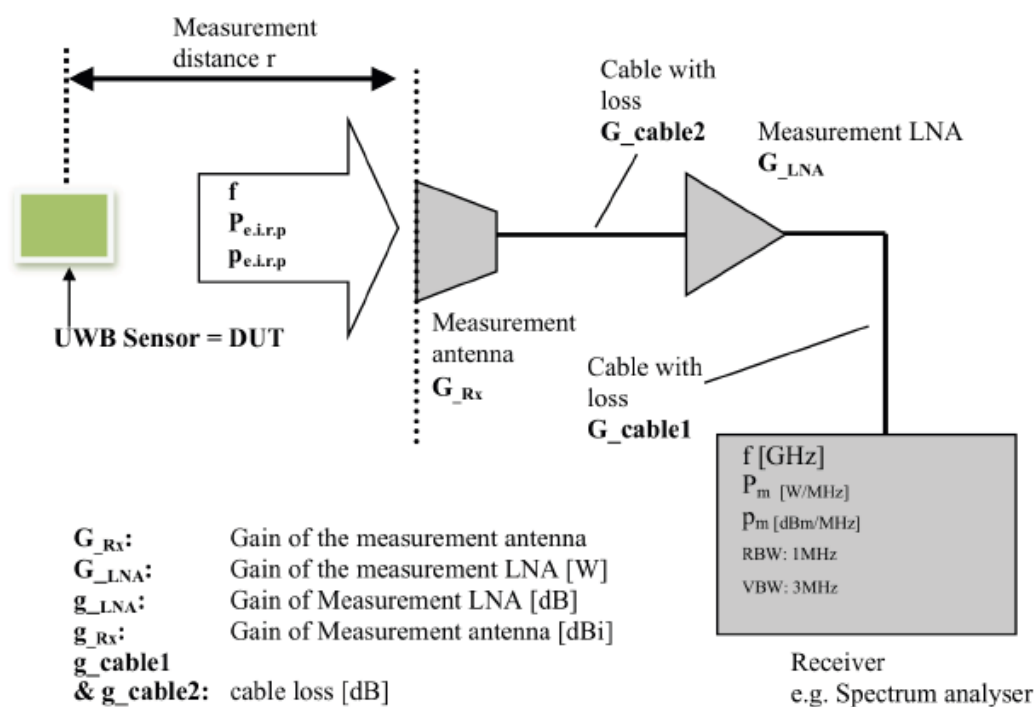 Measurement
distance r
Cable with
loss
G_cable2
Measurement LNA
G_LNA
f
Pe.i.r.p
pe.i.r.p
UWB Sensor = DUT
Measurement
antenna
G_Rx
Cable with
loss
G_cable1
f [GHz]
Pm [W/MHz]
pm [dBm/MHz]
RBW: 1MHz
VBW: 3MHz
G_Rx: Gain of the measurement antenna
G_LNA: Gain of the measurement LNA [W]
g_LNA: Gain of Measurement LNA [dB]
g_Rx: Gain of Measurement antenna [dBi]
g_cable1
& g_cable2: cable loss [dB]
Receiver
e.g. Spectrum analyser